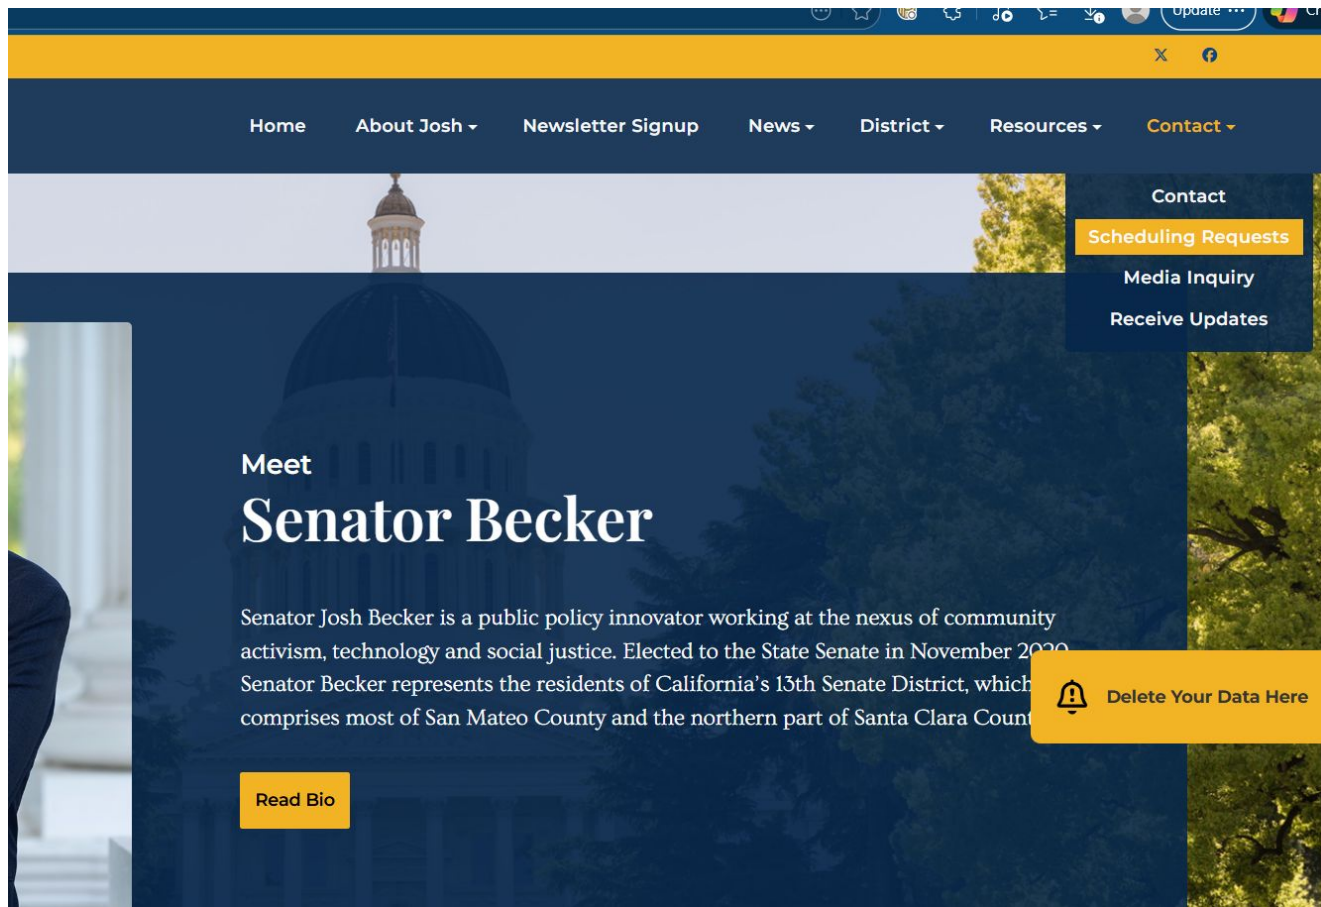 Update ...
Home About Josh Newsletter Signup News District Resources Contact
Contact
Scheduling Requests
Media Inquiry
Receive Updates
Meet
Senator Becker
Senator Josh Becker is a public policy innovator working at the nexus of community
activism, technology and social justice. Elected to the State Senate in November 2020
Senator Becker represents the residents of California's 13th Senate District, which
comprises most of San Mateo County and the northern part of Santa Clara Count
Delete Your Data Here
Read Bio